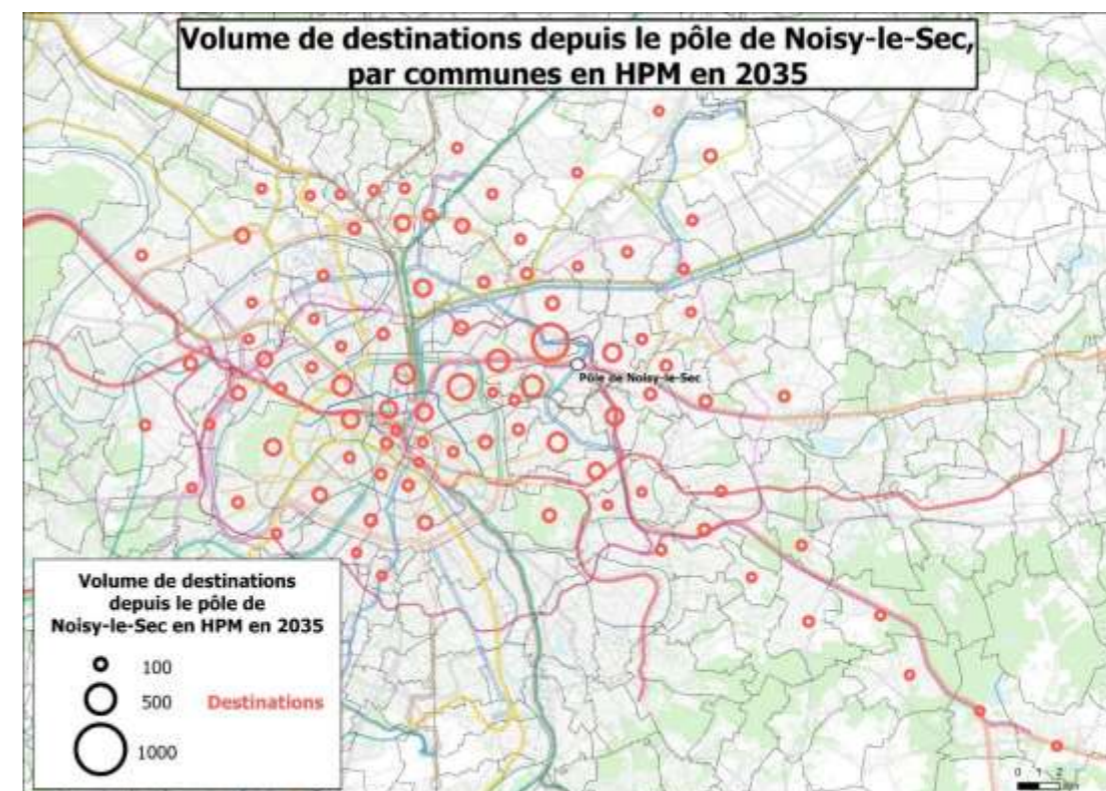 Volume de destinations depuis le pôle de Noisy-le-Sec,
par communes en HPM en 2035
Pôle de Noisy-le-Sec
Volume de destinations
depuis le pôle de
Noisy-le-Sec en HPM en 2035
100
500 Destinations
1000
0 1 2